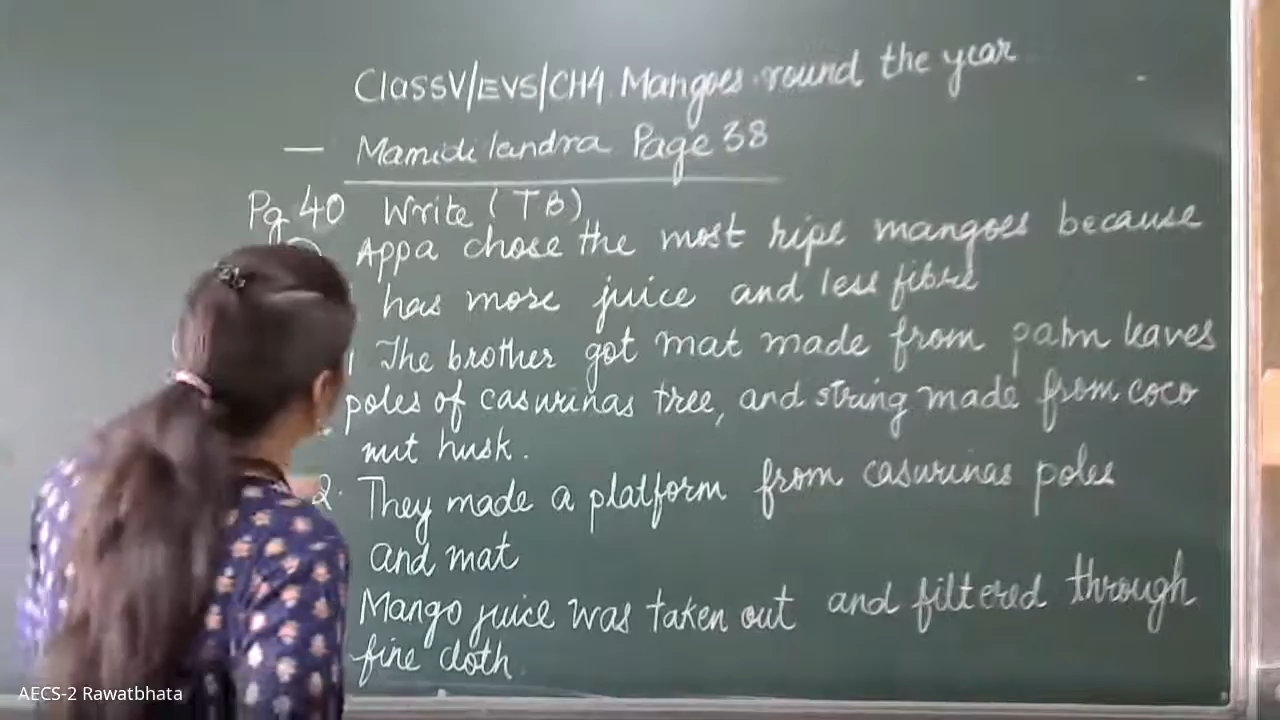 ClassV/EVS/CH4 Mangoes round the year
— Mamidi landra Page 38
Pg 40 Write (TB)
Appa chose the most ripe mangoes because
has more juice and less fibre
1 The brother got mat made from palm leaves
poles of casurinas tree, and string made from coco
nut husk.
2. They made a platform from casurinas poles
and mat
Mango juice was taken out and filtered through
fine cloth.
AECS-2 Rawatbhata